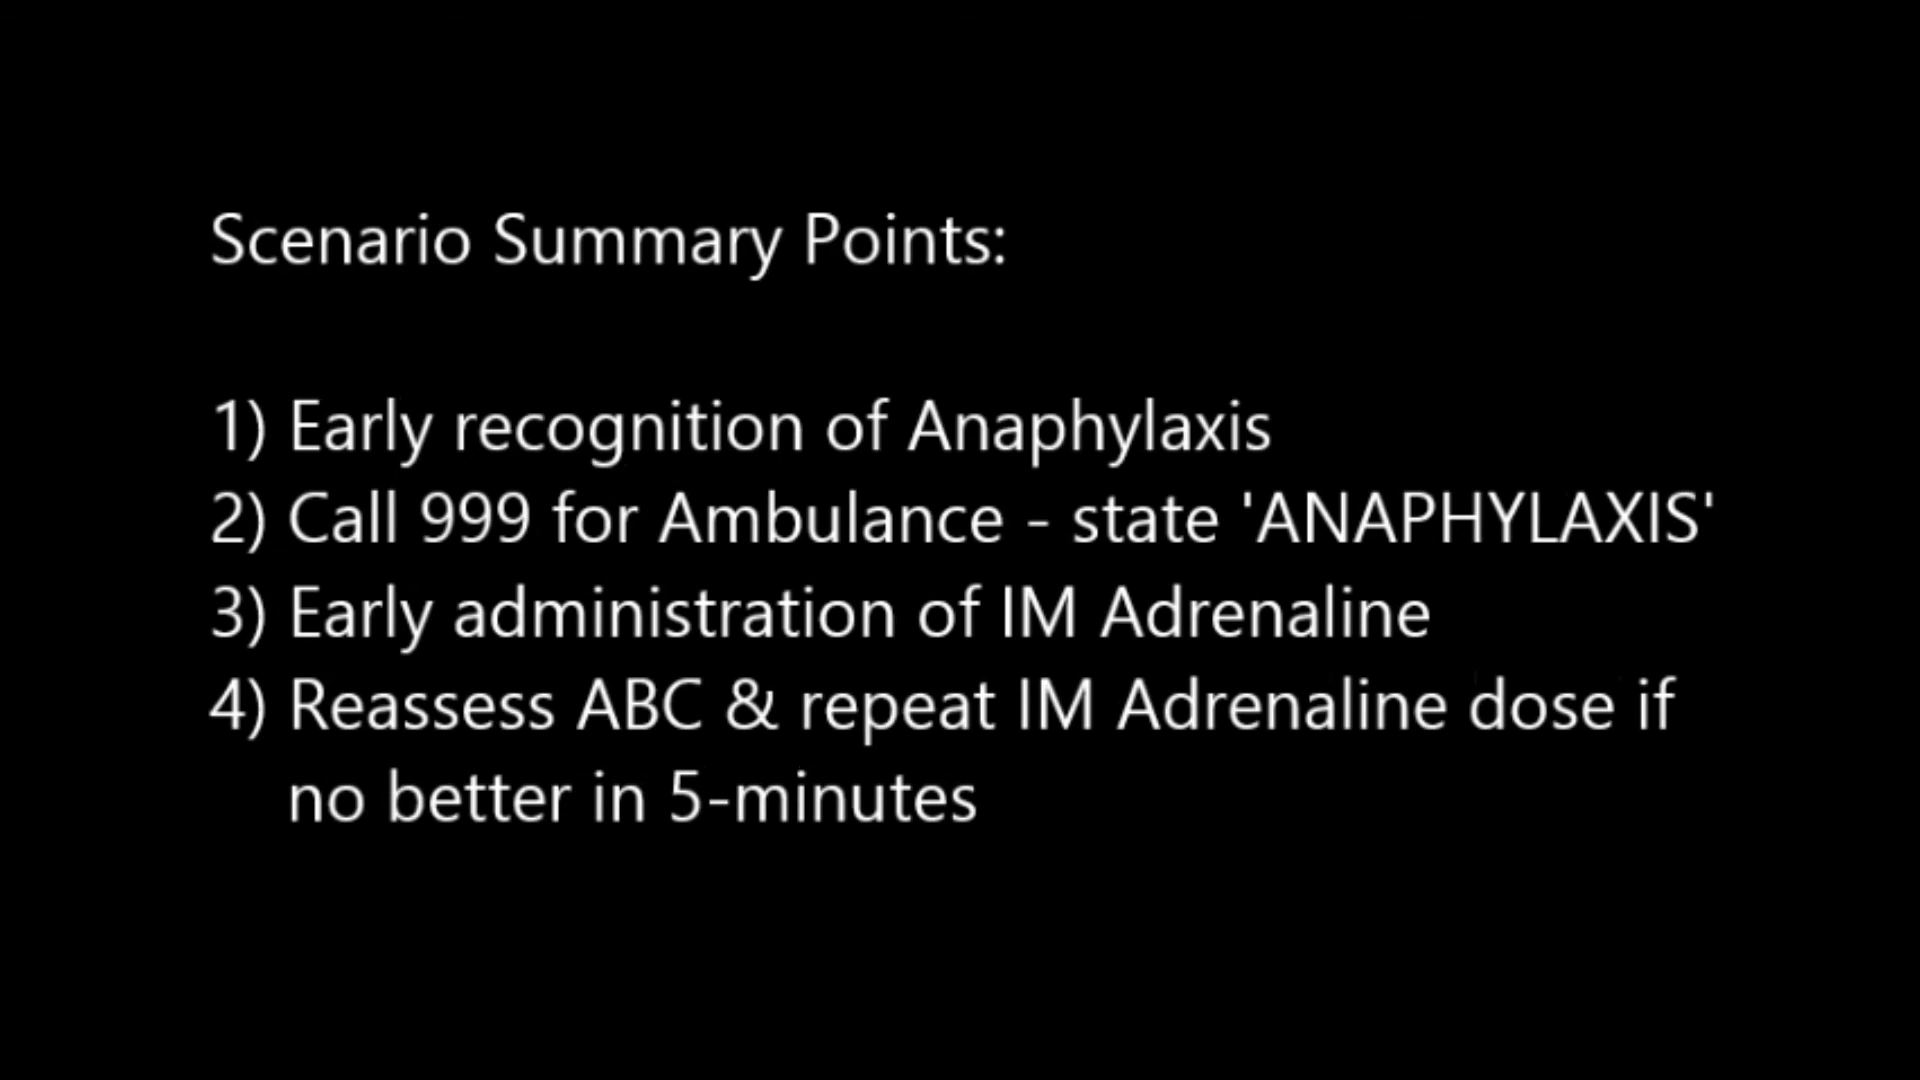 Scenario Summary Points:
1) Early recognition of Anaphylaxis
2) Call 999 for Ambulance - state 'ANAPHYLAXIS'
3) Early administration of IM Adrenaline
4) Reassess ABC & repeat IM Adrenaline dose if
no better in 5-minutes